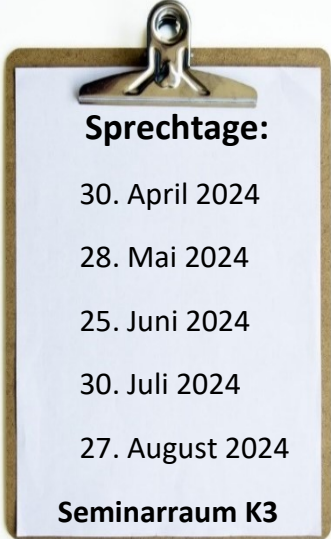 Sprechtage:
30. April 2024
28. Mai 2024
25. Juni 2024
30. Juli 2024
27. August 2024
Seminarraum K3